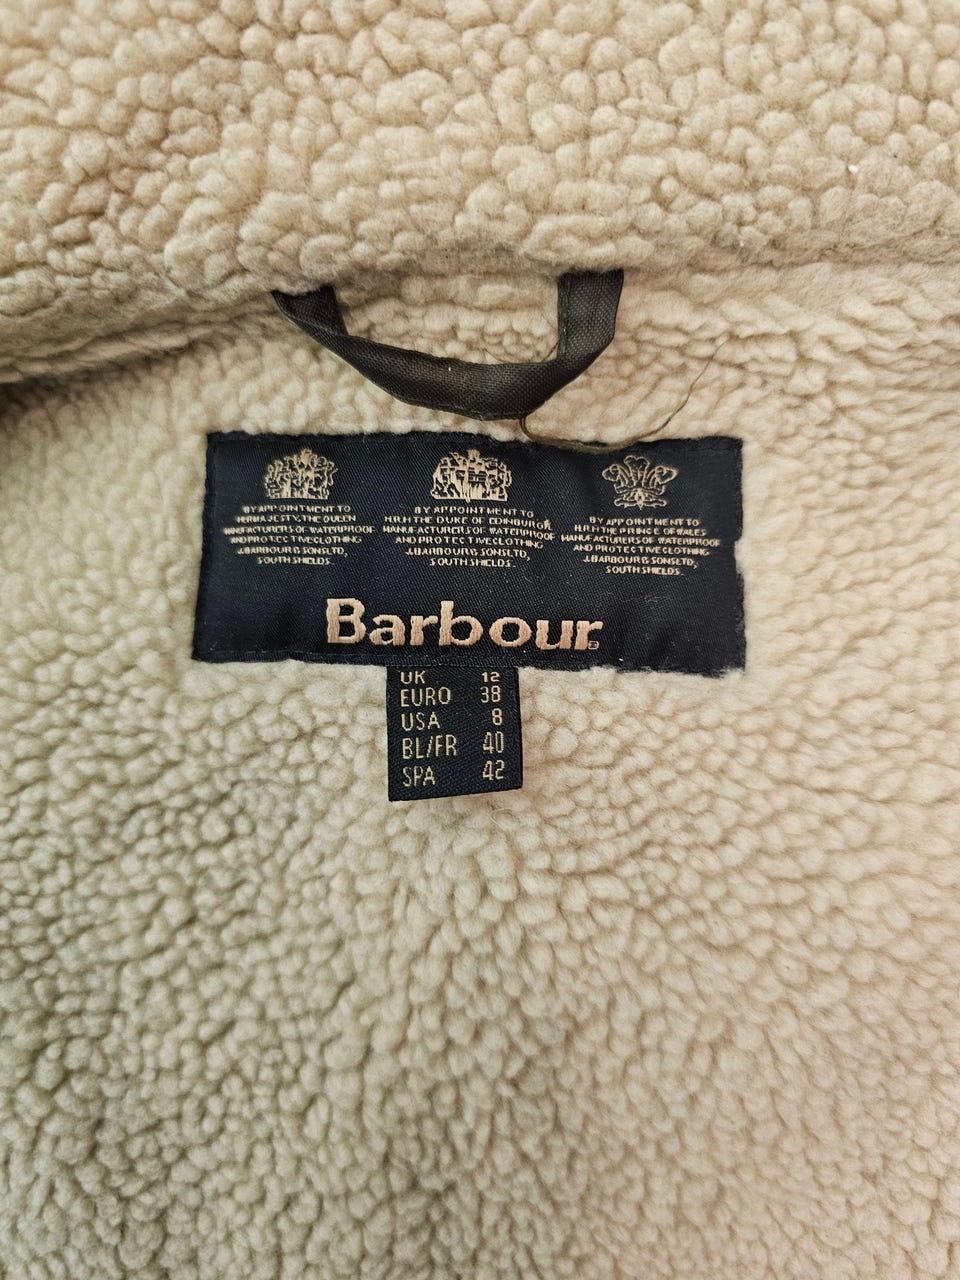 BY APPOINTMENT TO
HER MAJESTY THE QUEEN
MANUFACTURERS OF WATERPROOF
AND PROTECTIVE CLOTHING
J.BARBOUR & SONS LTD,
SOUTH SHIELDS.
BY APPOINTMENT TO
H.R.H THE DUKE OF EDINBURGH
MANUFACTURERS OF WATERPROOF
AND PROTECTIVE CLOTHING
J.BARBOUR & SONS LTD,
SOUTH SHIELDS.
BY APPOINTMENT TO
H.R.H THE PRINCE OF WALES
MANUFACTURERS OF WATERPROOF
AND PROTECTIVE CLOTHING
J.BARBOUR & SONS LTD,
SOUTH SHIELDS.
Barbour®
UK 12
EURO 38
USA 8
BL/FR 40
SPA 42